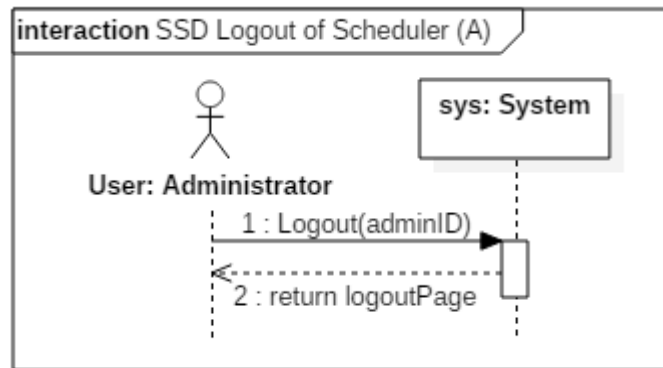 interaction SSD Logout of Scheduler (A)
sys: System
User: Administrator
1 : Logout(adminID)
2 : return logoutPage